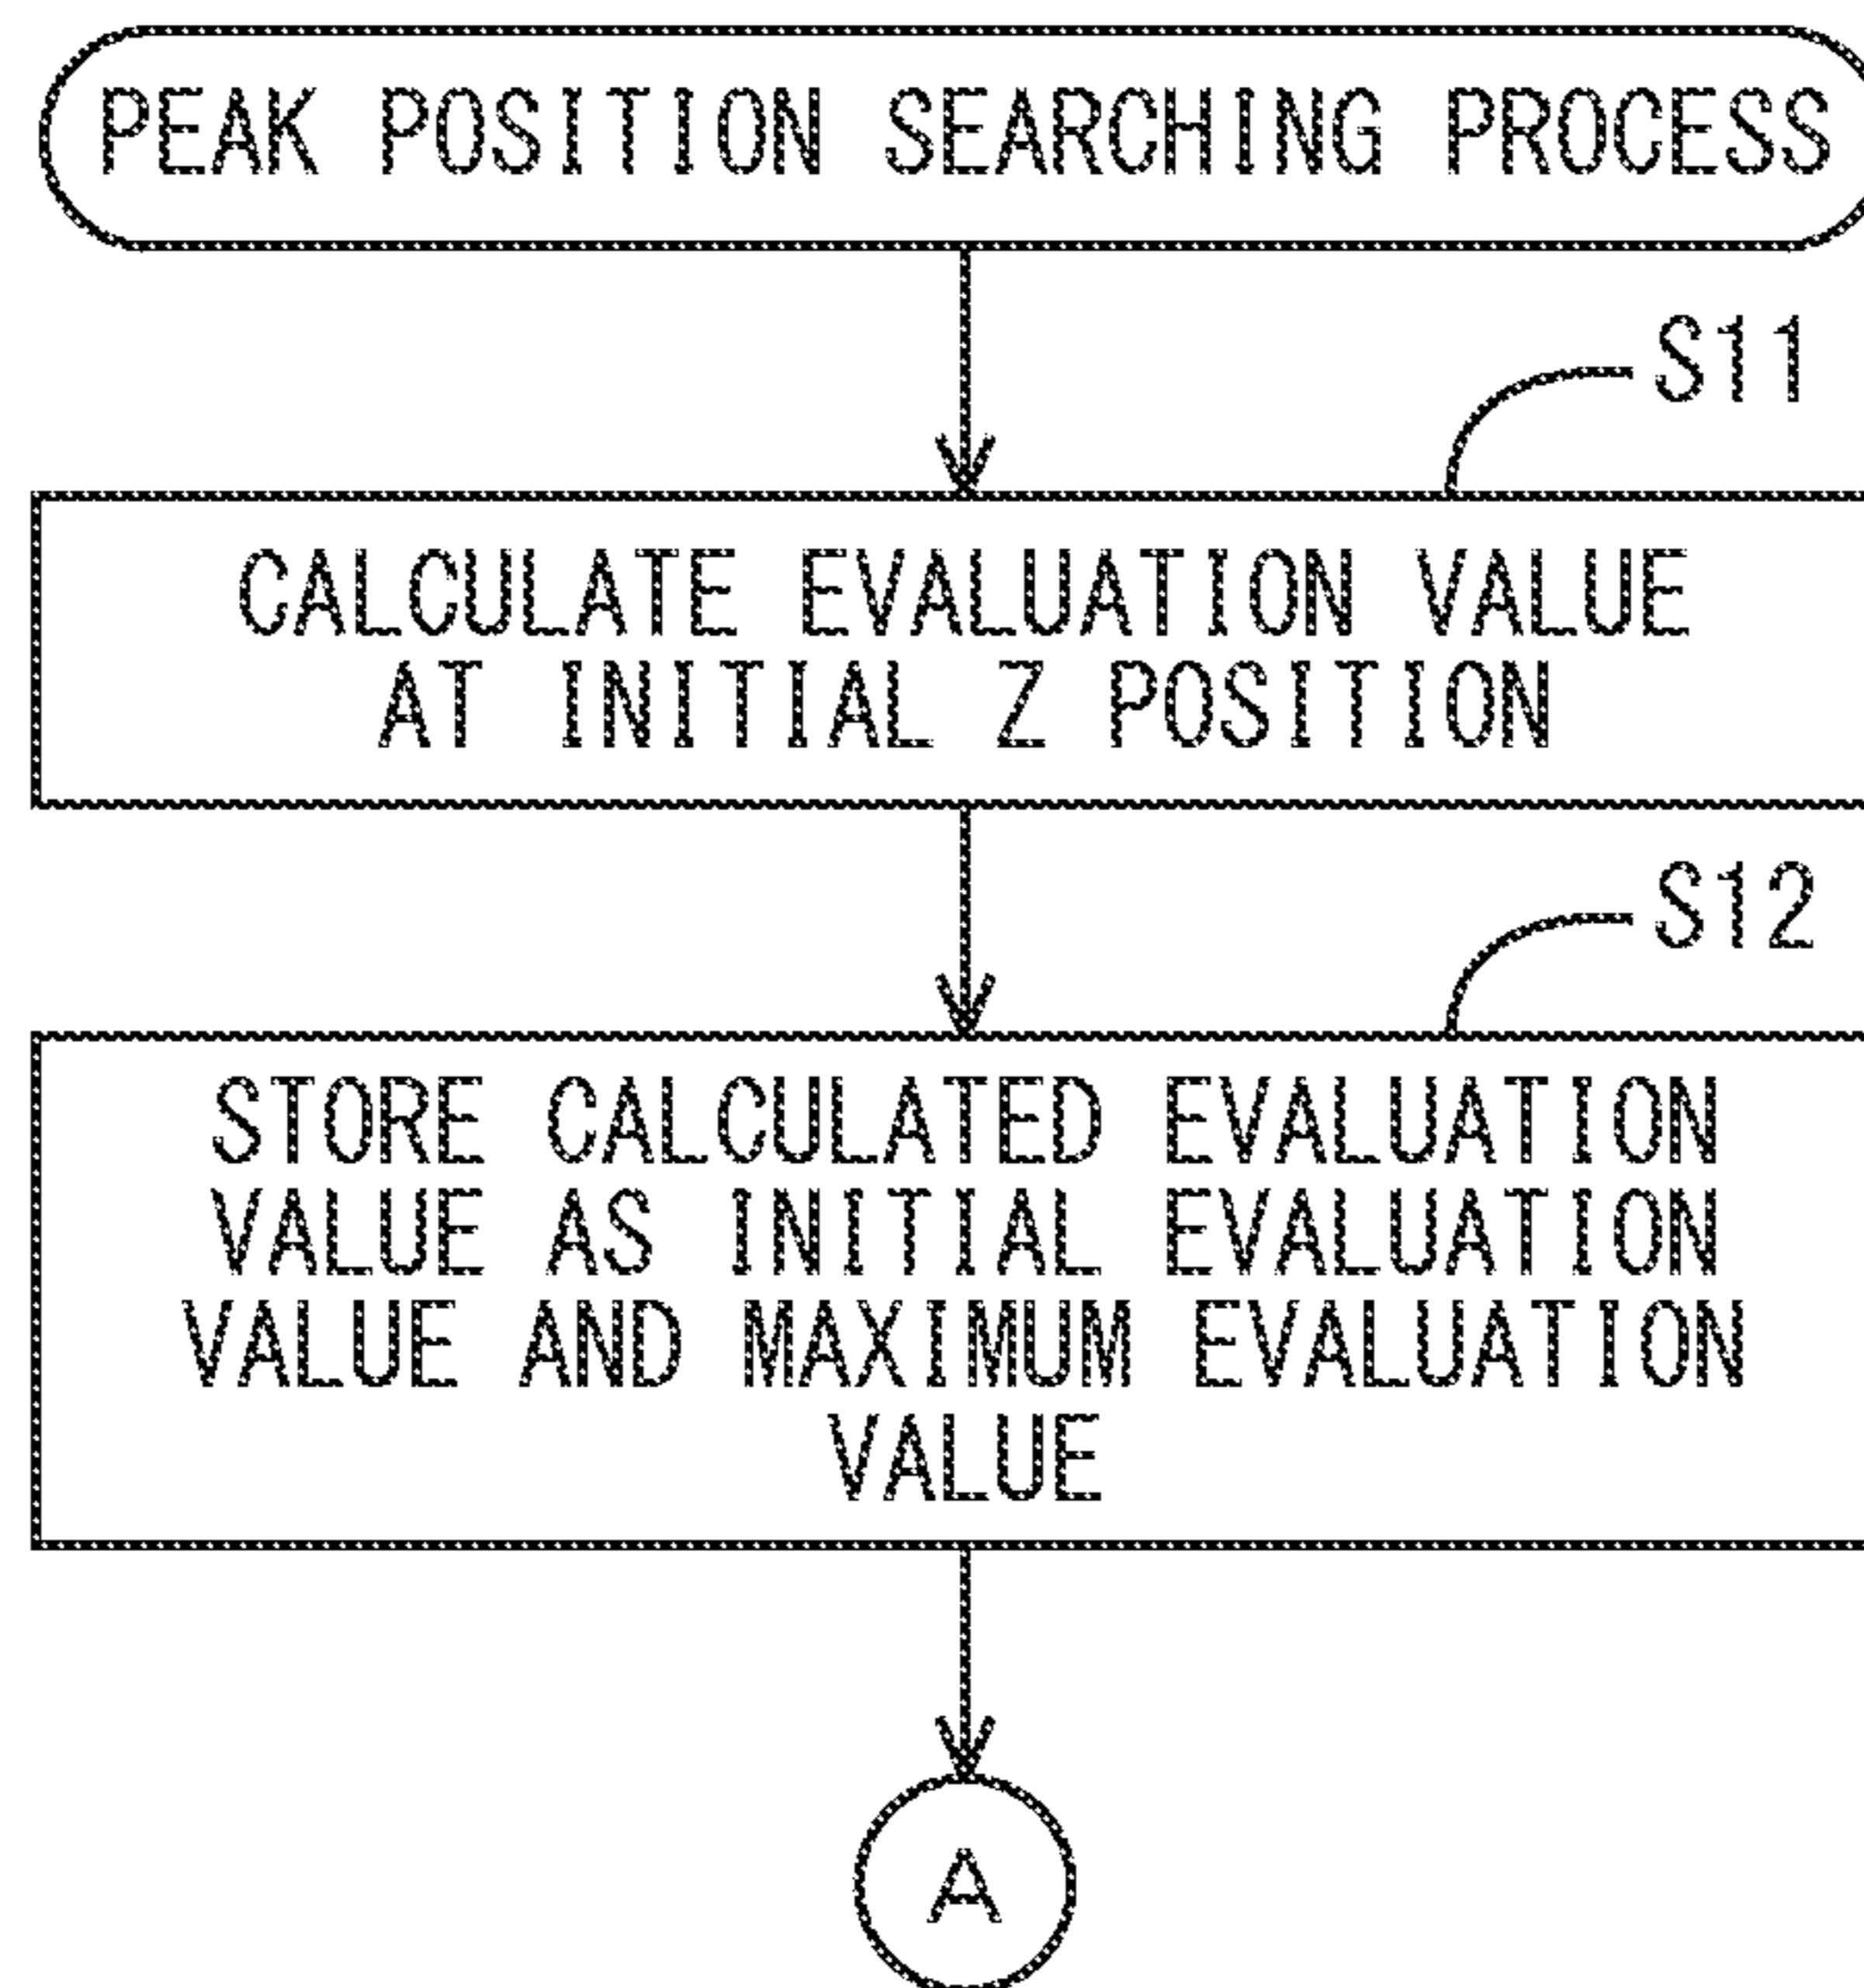 PEAK POSITION SEARCHING PROCESS
S11
CALCULATE EVALUATION VALUE
AT INITIAL Z POSITION
S12
STORE CALCULATED EVALUATION
VALUE AS INITIAL EVALUATION
VALUE AND MAXIMUM EVALUATION
VALUE
A